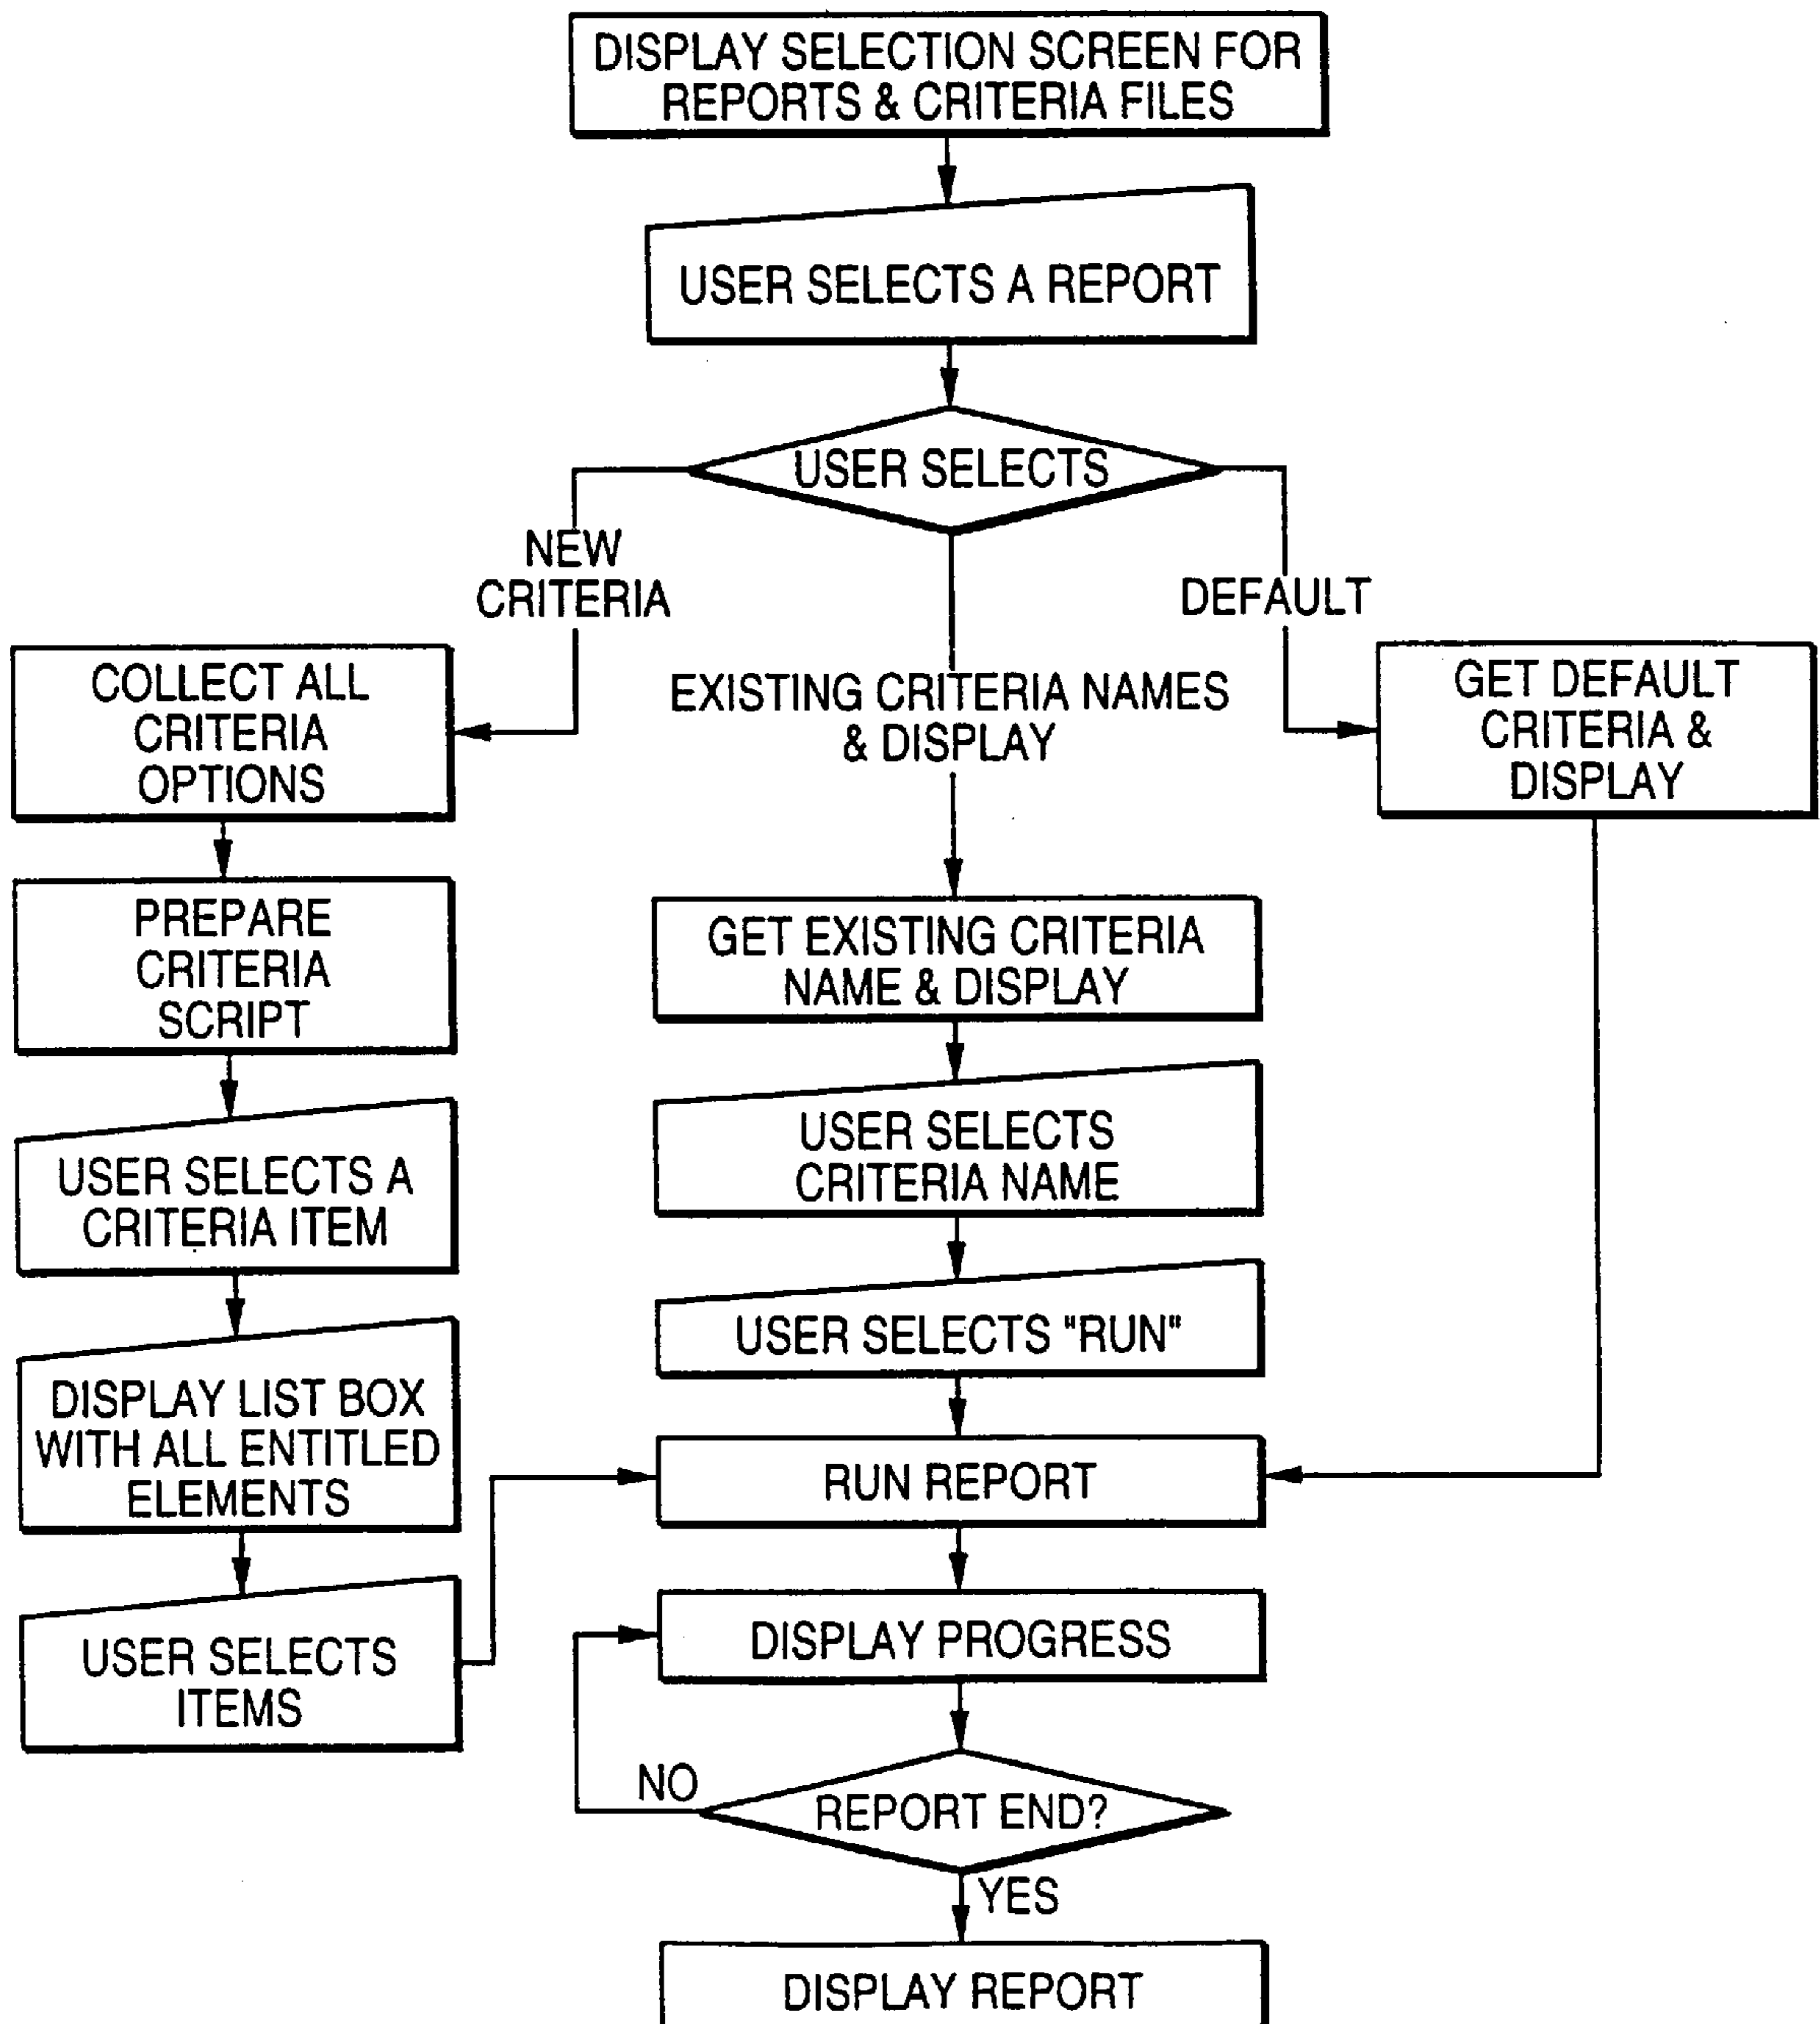 DISPLAY SELECTION SCREEN FOR
REPORTS & CRITERIA FILES
USER SELECTS A REPORT
USER SELECTS
NEW
CRITERIA
EXISTING CRITERIA NAMES
& DISPLAY
DEFAULT
COLLECT ALL
CRITERIA
OPTIONS
PREPARE
CRITERIA
SCRIPT
USER SELECTS A
CRITERIA ITEM
DISPLAY LIST BOX
WITH ALL ENTITLED
ELEMENTS
USER SELECTS
ITEMS
GET EXISTING CRITERIA
NAME & DISPLAY
USER SELECTS
CRITERIA NAME
USER SELECTS "RUN"
GET DEFAULT
CRITERIA &
DISPLAY
RUN REPORT
DISPLAY PROGRESS
NO
REPORT END?
YES
DISPLAY REPORT